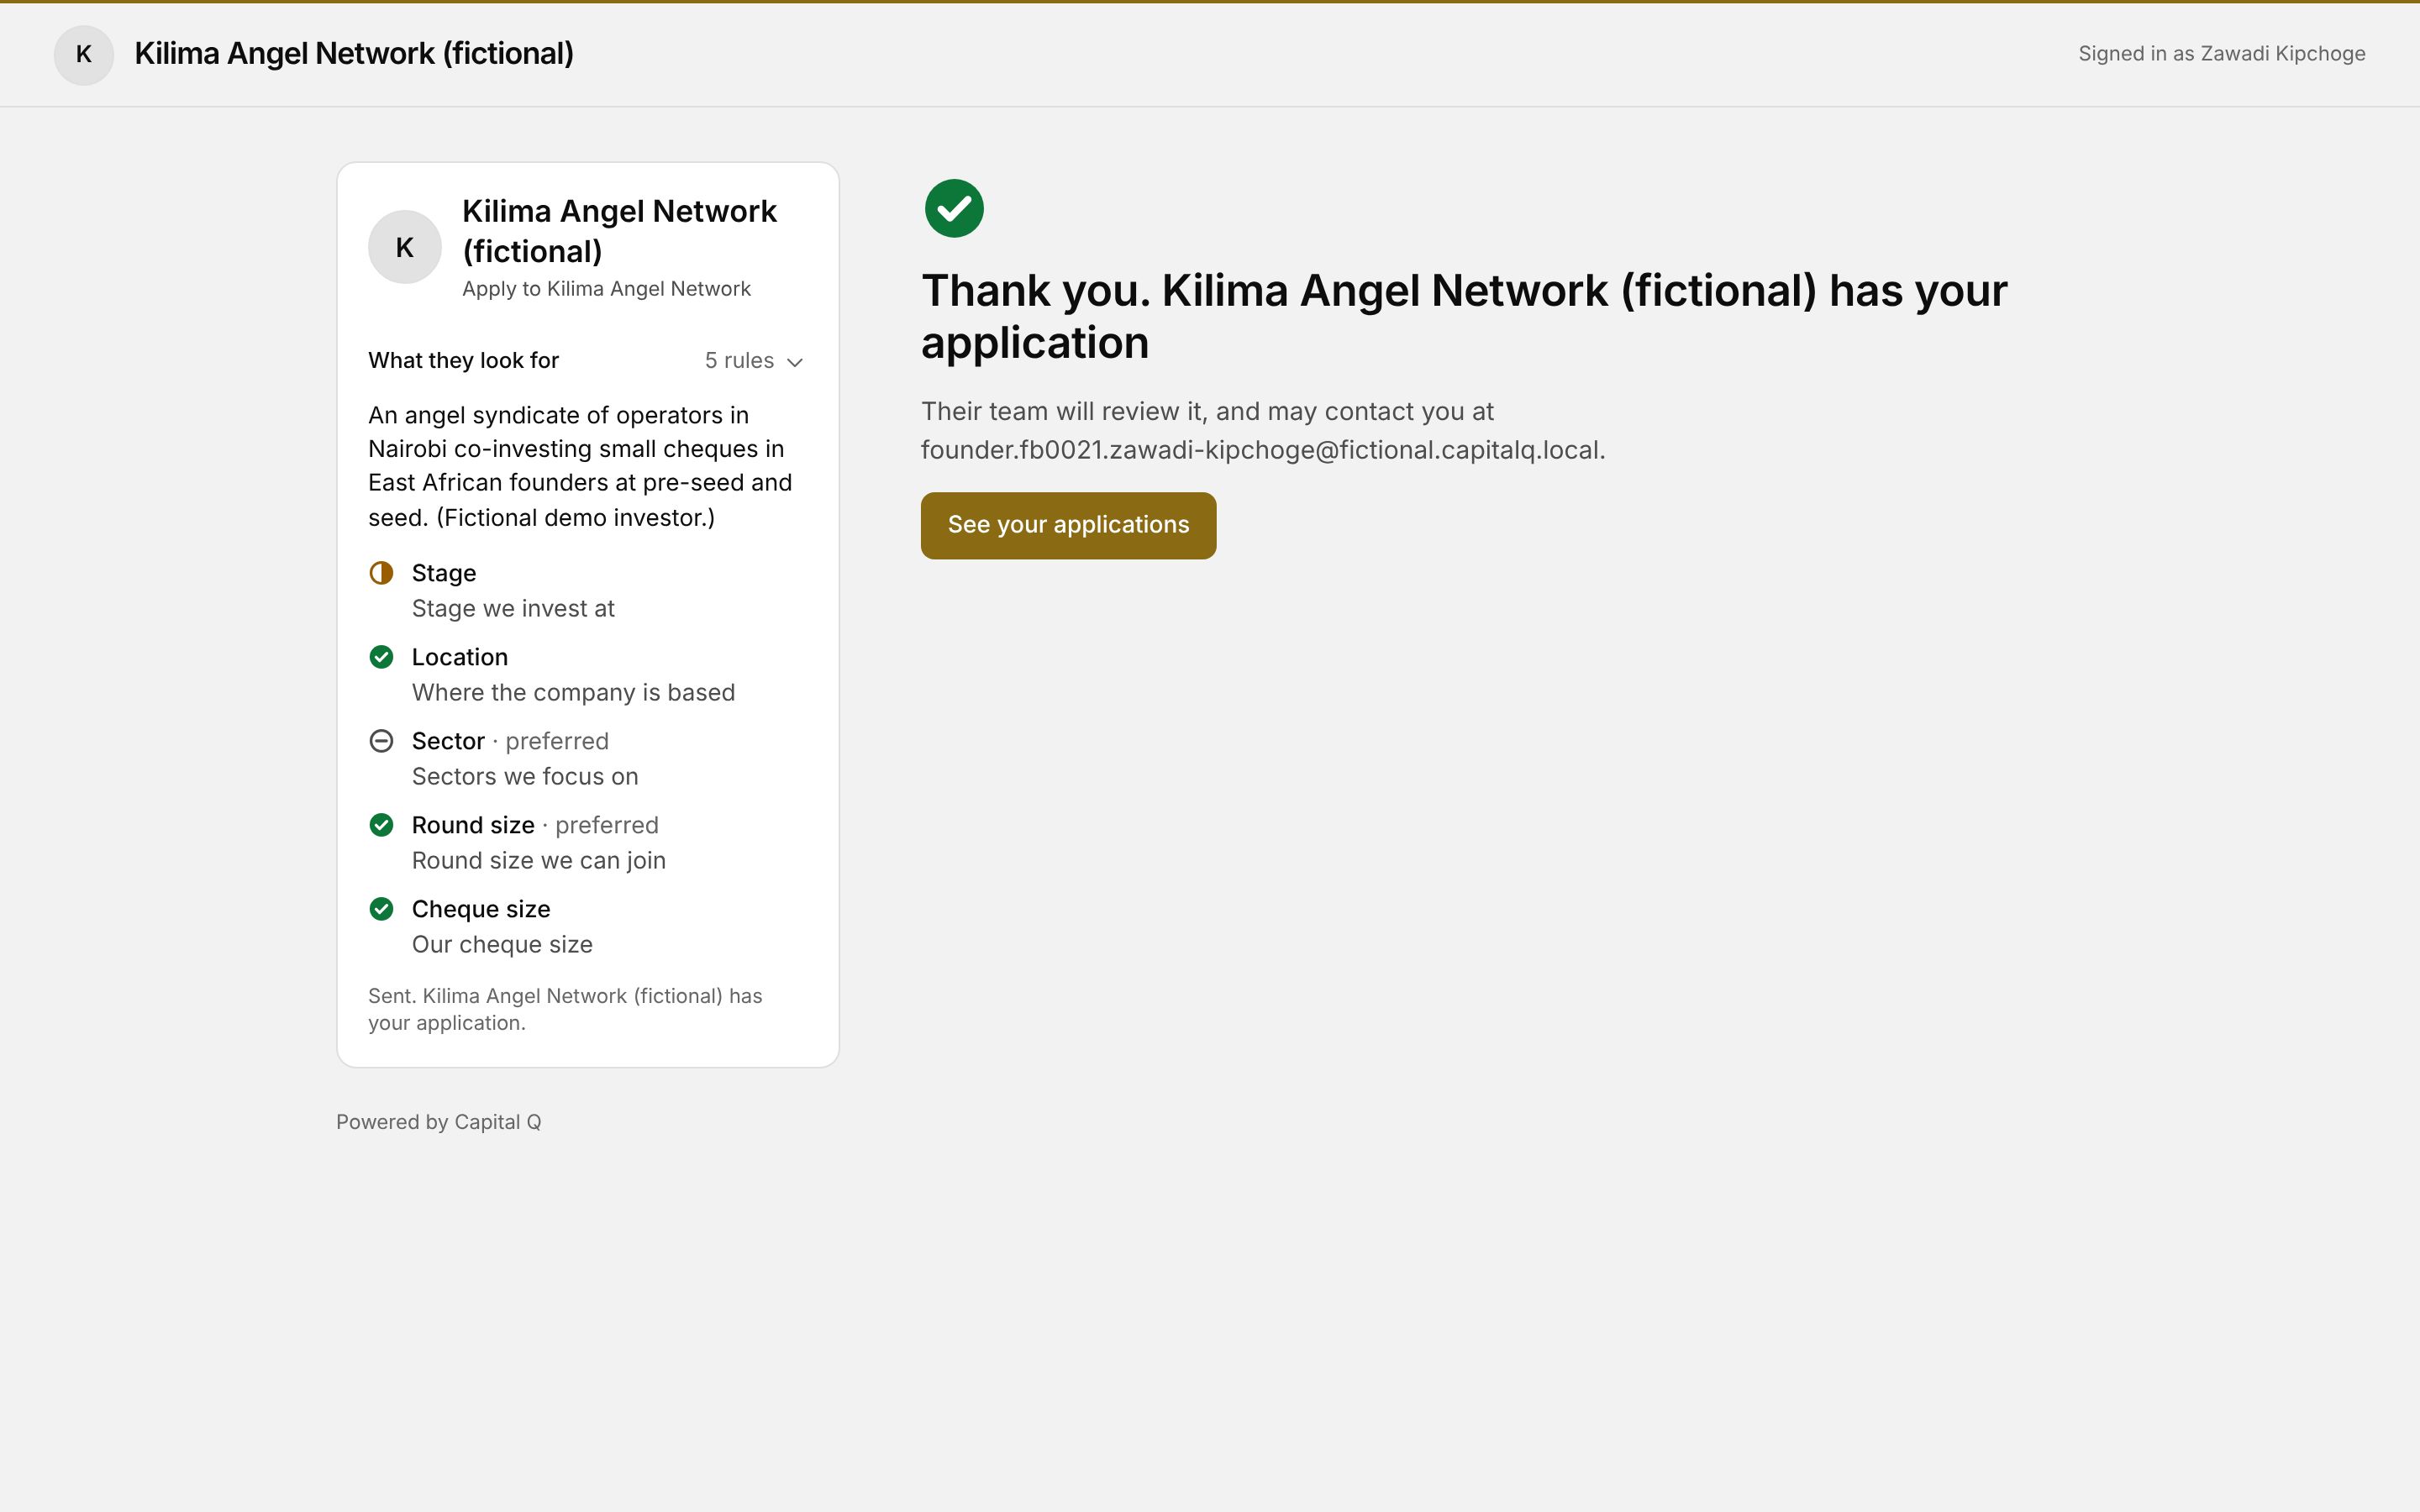 K
Kilima Angel Network (fictional)
Signed in as Zawadi Kipchoge
K
Kilima Angel Network
(fictional)
Apply to Kilima Angel Network
What they look for
5 rules
An angel syndicate of operators in
Nairobi co-investing small cheques in
East African founders at pre-seed and
seed. (Fictional demo investor.)
Stage
Stage we invest at
Location
Where the company is based
Sector · preferred
Sectors we focus on
Round size · preferred
Round size we can join
Cheque size
Our cheque size
Sent. Kilima Angel Network (fictional) has
your application.
Powered by Capital Q
Thank you. Kilima Angel Network (fictional) has your
application
Their team will review it, and may contact you at
founder.fb0021.zawadi-kipchoge@fictional.capitalq.local.
See your applications